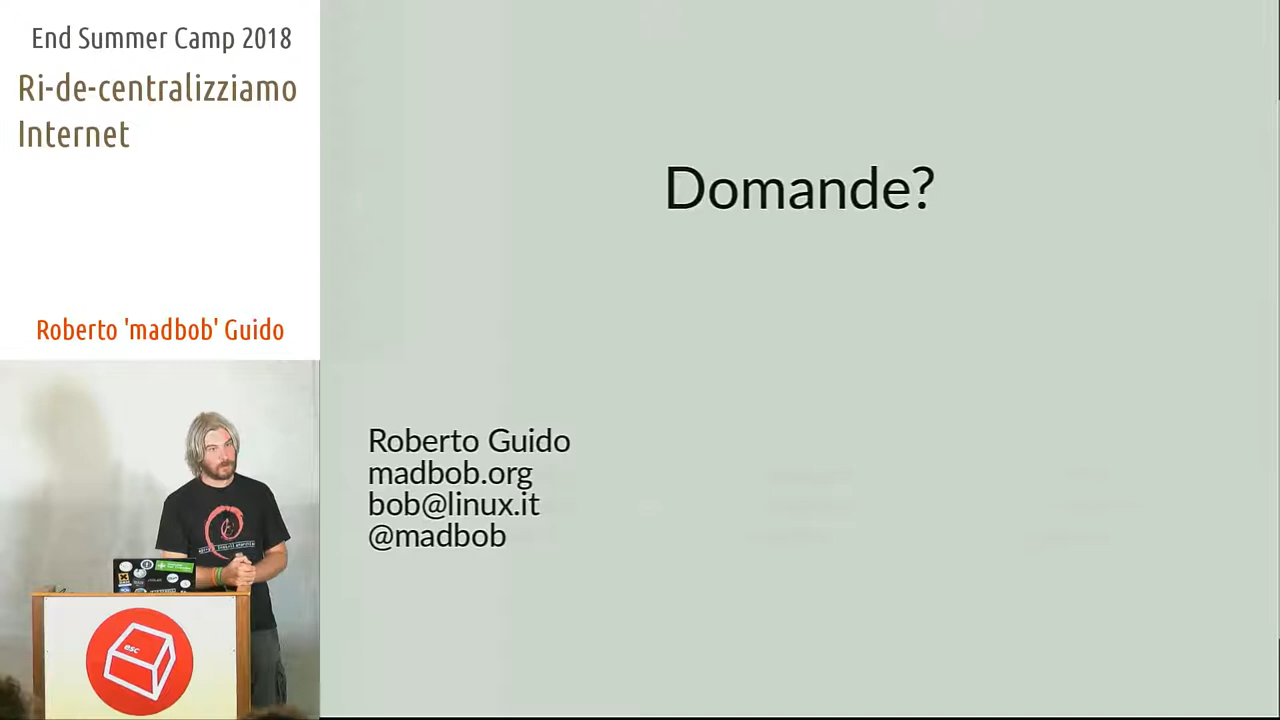 End Summer Camp 2018
Ri-de-centralizziamo
Internet
Roberto 'madbob' Guido
Domande?
Roberto Guido
madbob.org
bob@linux.it
@madbob
esc